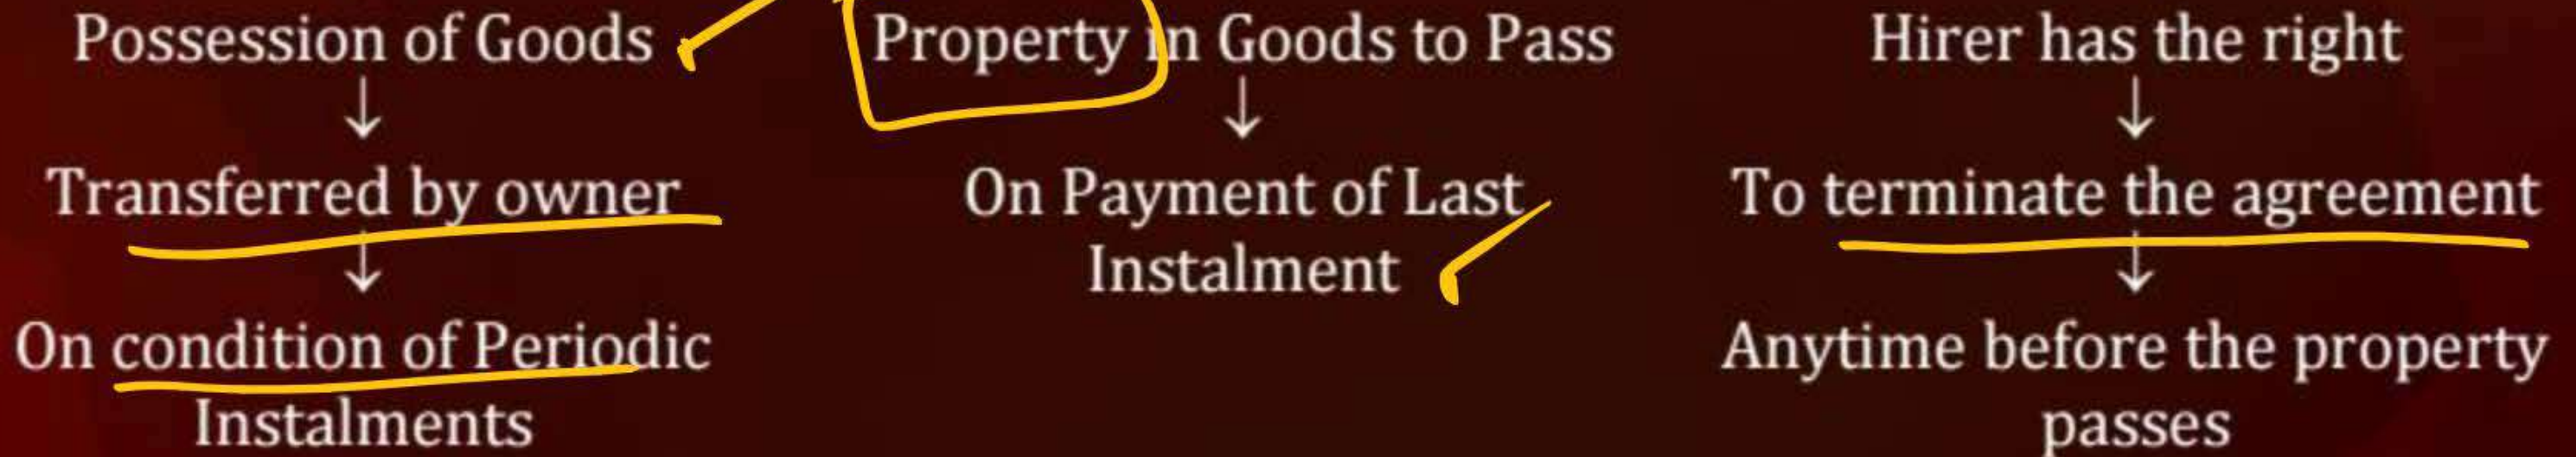 Possession of Goods
↓
Transferred by owner
↓
On condition of Periodic
Instalments
Property in Goods to Pass
↓
On Payment of Last
Instalment
Hirer has the right
↓
To terminate the agreement
↓
Anytime before the property
passes